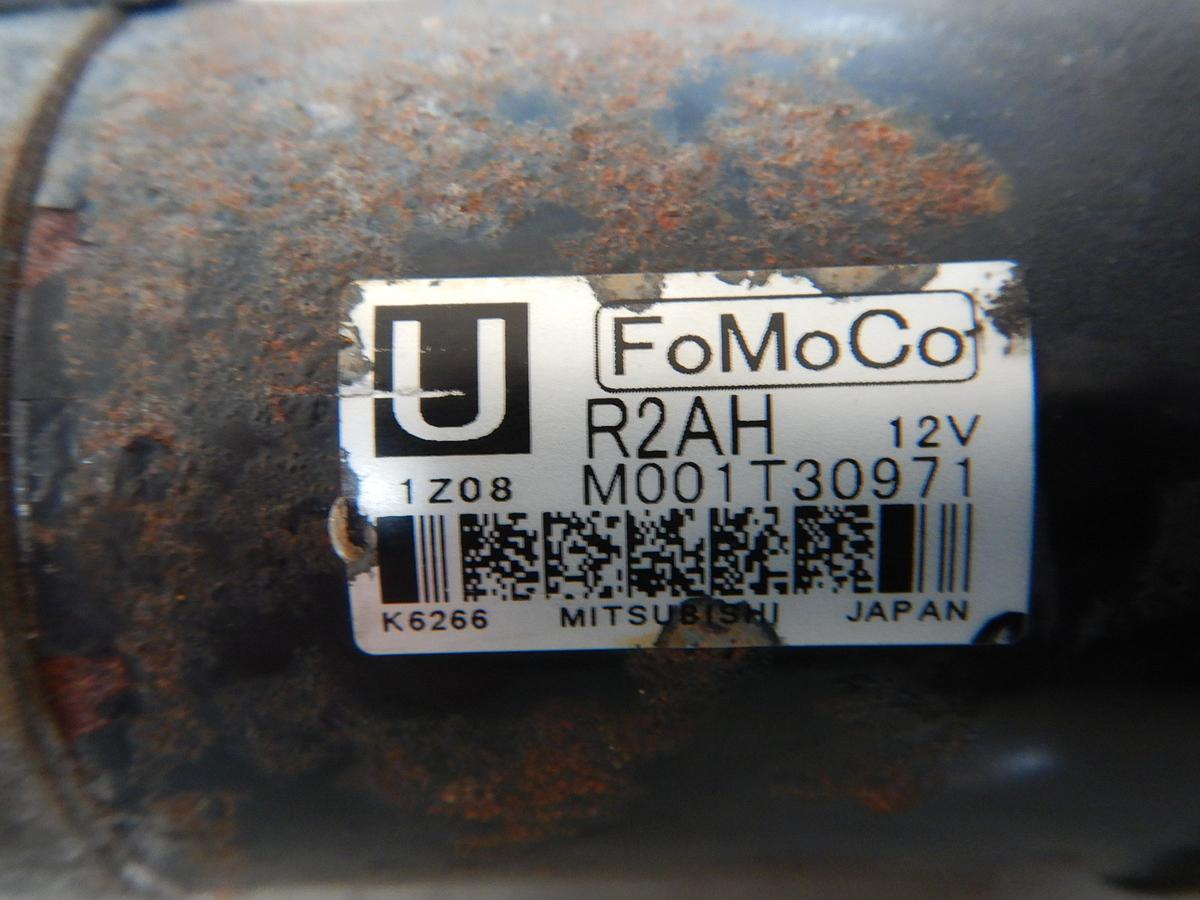 U
FoMoCo
R2AH 12V
1Z08 M001T30971
K6266 MITSUBISHI JAPAN